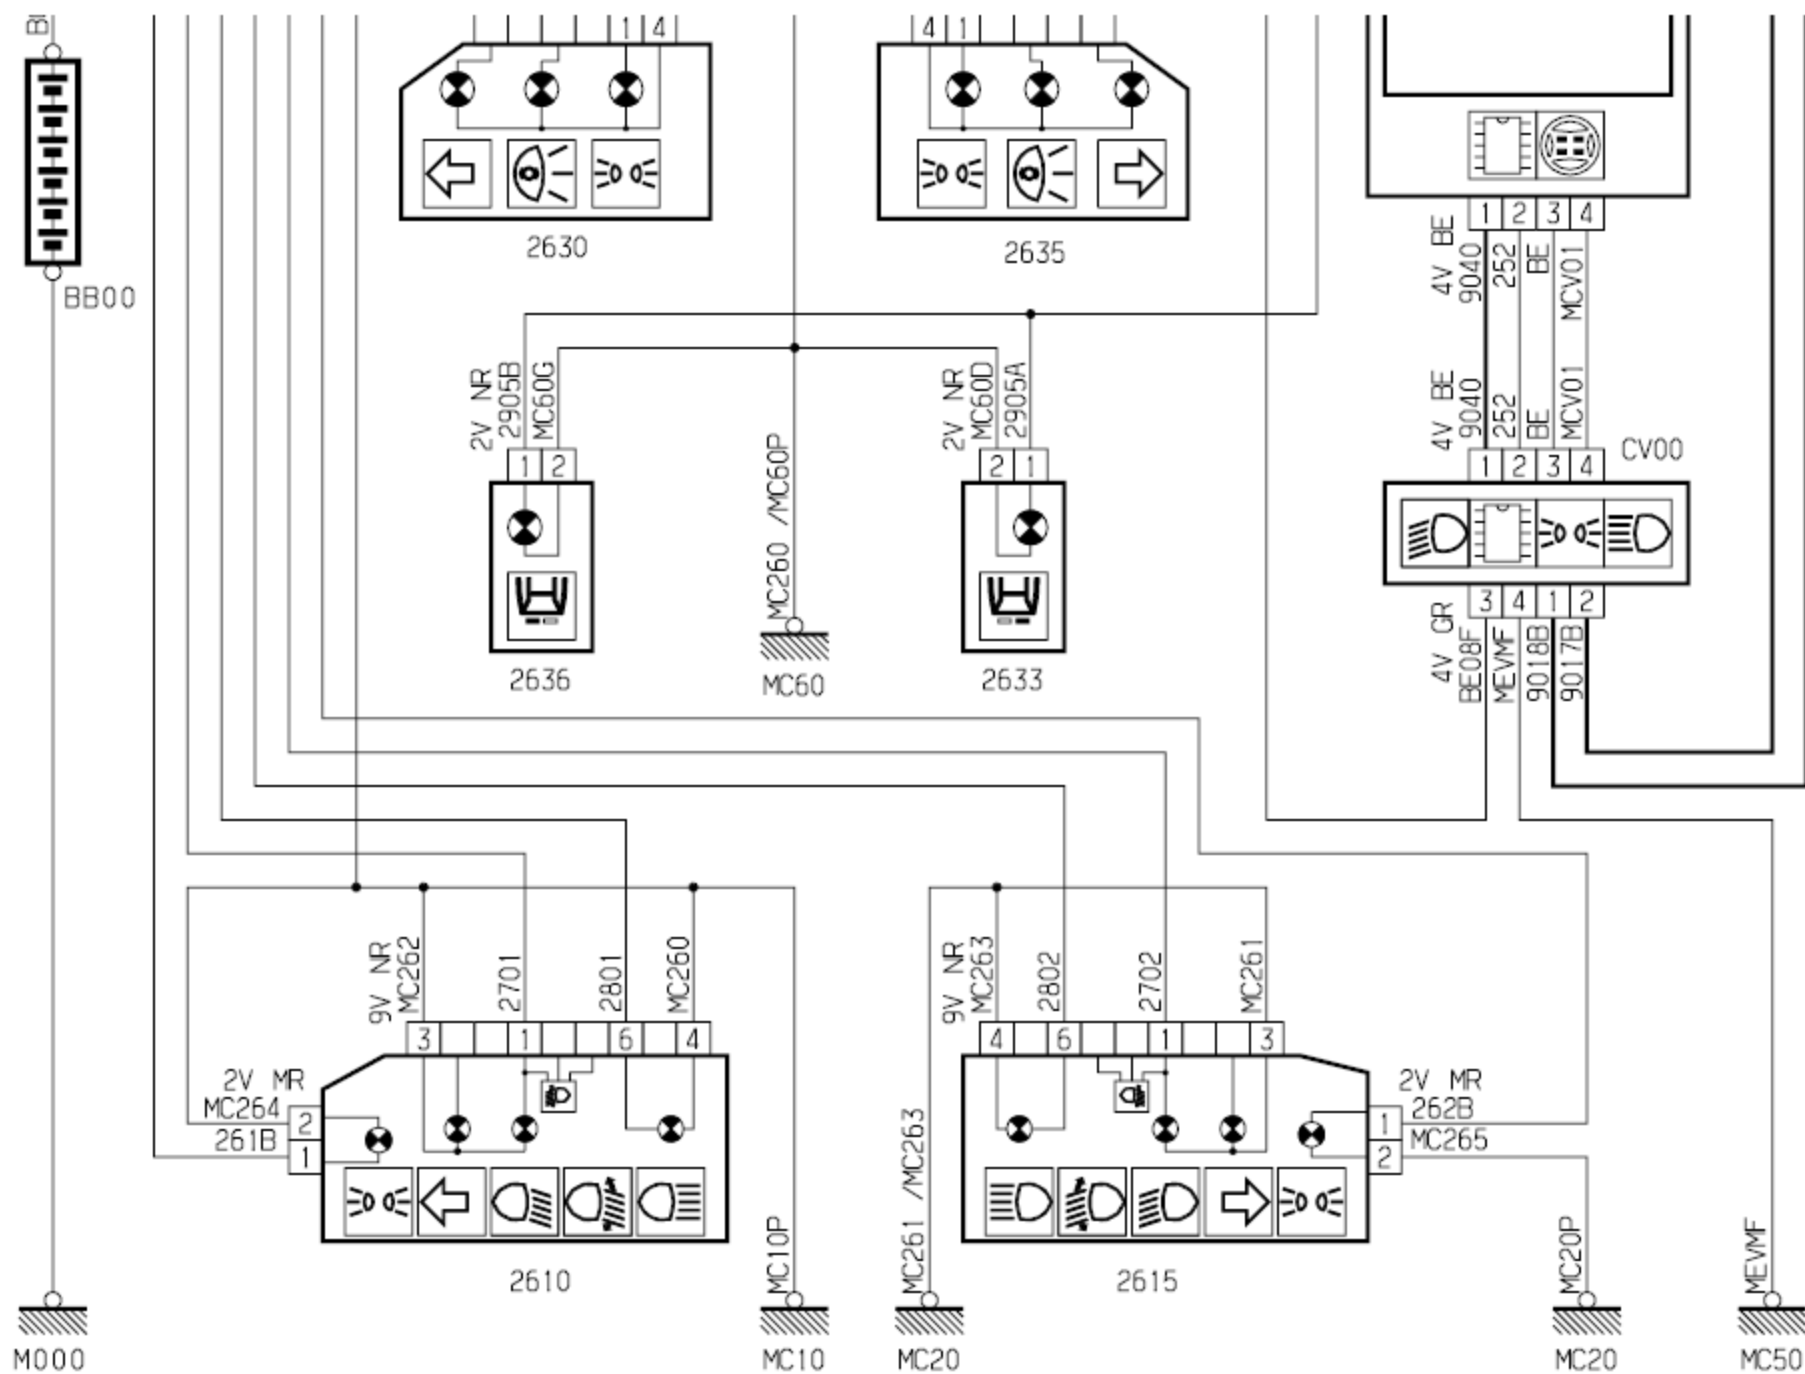 1 4
4 1
2630
2635
BB00
1 2 3 4
4V BE
9040
252
BE
MCV01
2V NR
2905B
MC60G
MC260 /MC60P
2V NR
MC60D
2905A
4V BE
9040
252
BE
MCV01
CV00
1 2
2 1
1 2 3 4
2636
MC60
2633
3 4 1 2
4V GR
BE08F
MEVMF
9018B
9017B
9V NR
MC262
2701
2801
MC260
9V NR
MC263
2802
2702
MC261
3 1 6 4
4 6 1 3
2V MR
MC264
261B
2
1
2V MR
262B
MC265
1
2
2610
MC10P
MC261 /MC263
2615
MC20P
MEVMF
M000
MC10
MC20
MC20
MC50